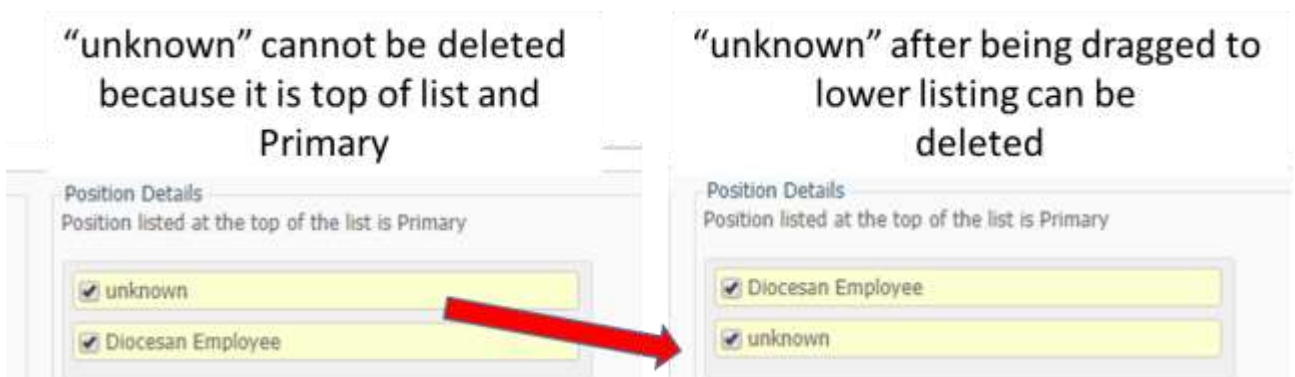 “unknown” cannot be deleted
because it is top of list and
Primary
Position Details
Position listed at the top of the list is Primary
unknown
Diocesan Employee
“unknown” after being dragged to
lower listing can be
deleted
Position Details
Position listed at the top of the list is Primary
Diocesan Employee
unknown